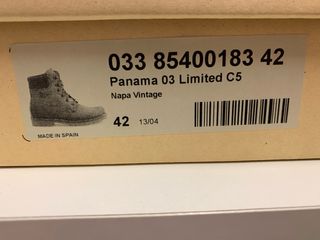 033 85400183 42
Panama 03 Limited C5
Napa Vintage
42 13/04
MADE IN SPAIN